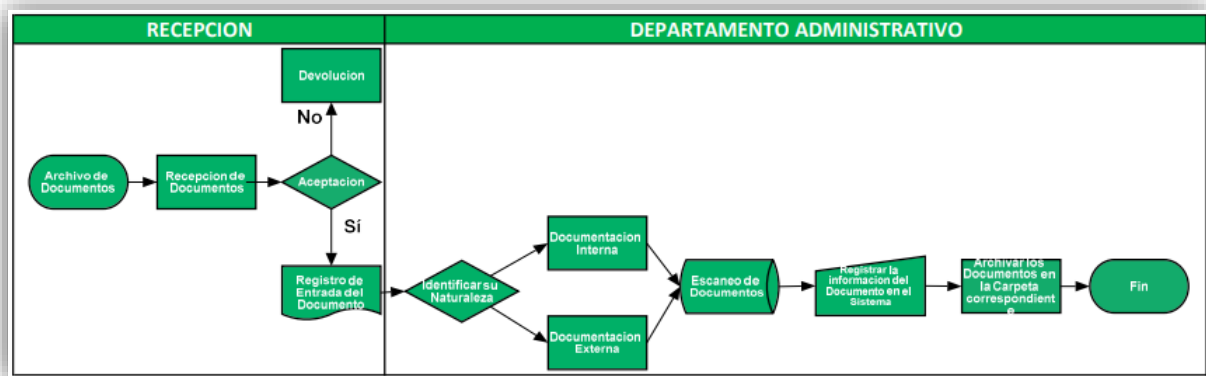 RECEPCION
DEPARTAMENTO ADMINISTRATIVO
Devolucion
No
Archivo de
Documentos
Recepcion de
Documentos
Aceptacion
Sí
Registro de
Entrada del
Documento
Identificar su
Naturaleza
Documentacion
Interna
Documentacion
Externa
Escaneo de
Documentos
Registrar la
informacion del
Documento en el
Sistema
Archivar los
Documentos en
la Carpeta
correspondient
e
Fin